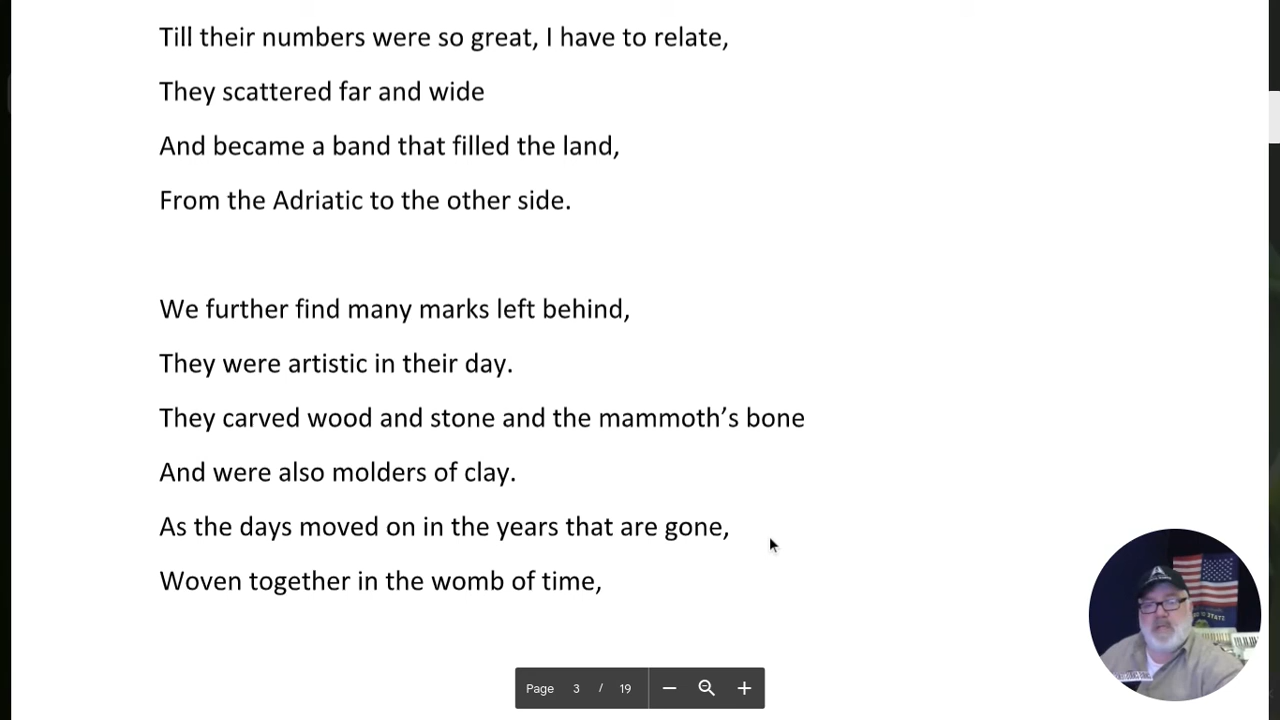 Till their numbers were so great, I have to relate,
They scattered far and wide
And became a band that filled the land,
From the Adriatic to the other side.
We further find many marks left behind,
They were artistic in their day.
They carved wood and stone and the mammoth’s bone
And were also molders of clay.
As the days moved on in the years that are gone,
Woven together in the womb of time,
Page 3 / 19